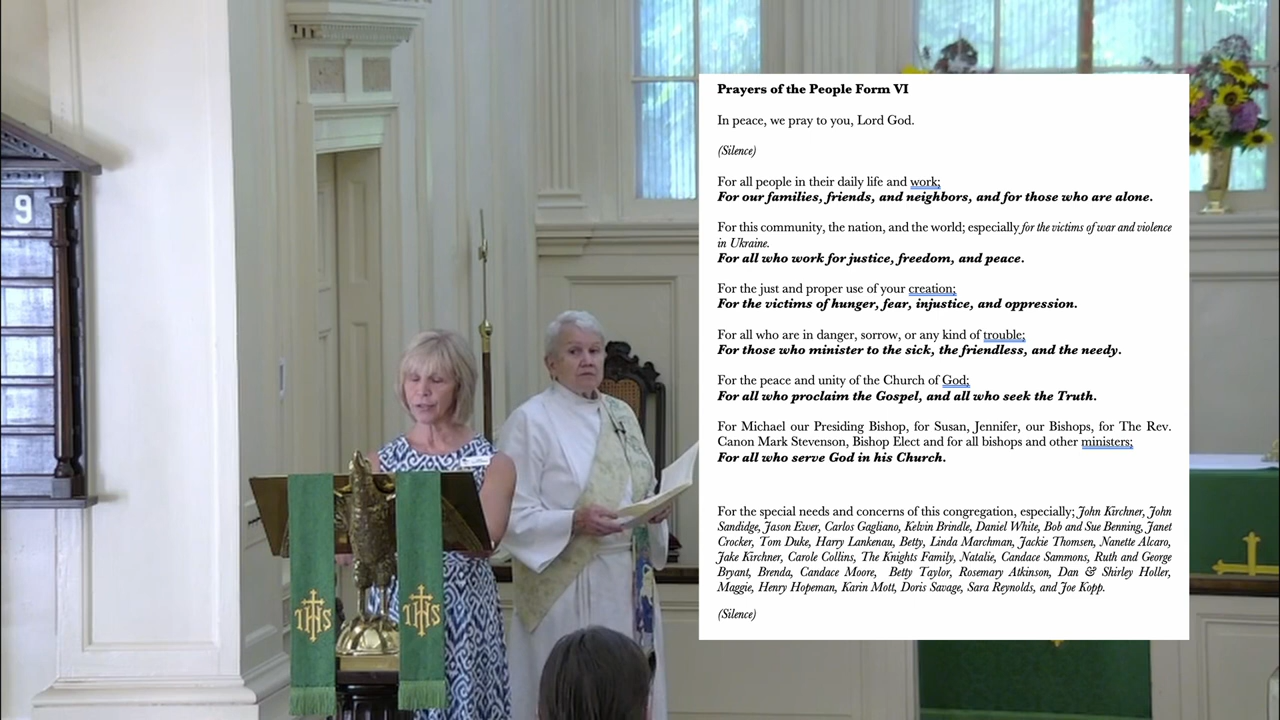 Prayers of the People Form VI
In peace, we pray to you, Lord God.
(Silence)
For all people in their daily life and work;
For our families, friends, and neighbors, and for those who are alone.
For this community, the nation, and the world; especially for the victims of war and violence
in Ukraine.
For all who work for justice, freedom, and peace.
For the just and proper use of your creation;
For the victims of hunger, fear, injustice, and oppression.
For all who are in danger, sorrow, or any kind of trouble;
For those who minister to the sick, the friendless, and the needy.
For the peace and unity of the Church of God;
For all who proclaim the Gospel, and all who seek the Truth.
For Michael our Presiding Bishop, for Susan, Jennifer, our Bishops, for The Rev.
Canon Mark Stevenson, Bishop Elect and for all bishops and other ministers;
For all who serve God in his Church.
For the special needs and concerns of this congregation, especially; John Kirchner, John
Sandidge, Jason Ewer, Carlos Gagliano, Kelvin Brindle, Daniel White, Bob and Sue Benning, Janet
Crocker, Tom Duke, Harry Lankenau, Betty, Linda Marchman, Jackie Thomsen, Nanette Alcaro,
Jake Kirchner, Carole Collins, The Knights Family, Natalie, Candace Sammons, Ruth and George
Bryant, Brenda, Candace Moore, Betty Taylor, Rosemary Atkinson, Dan & Shirley Holler,
Maggie, Henry Hopeman, Karin Mott, Doris Savage, Sara Reynolds, and Joe Kopp.
(Silence)
9
IHS
IHS